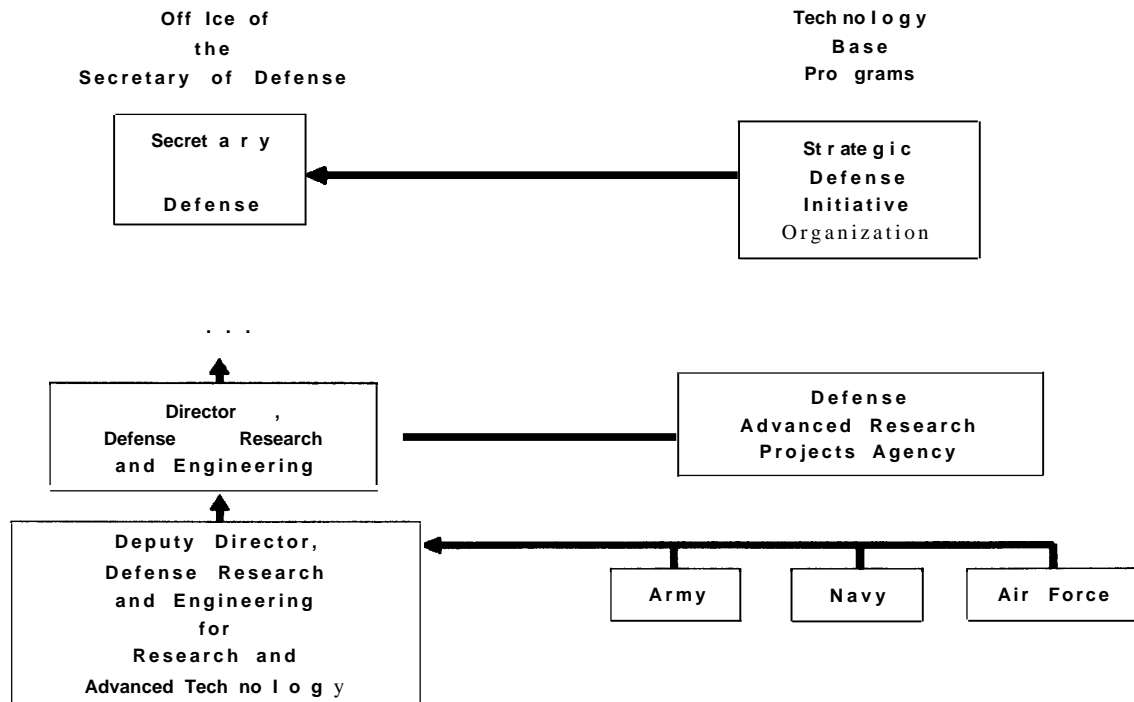 Off Ice of
the
Secretary of Defense
Technology
Base
Pro grams
Secretary
Defense
Strategic
Defense
Initiative
Organization
. . .
Director ,
Defense Research
and Engineering
Defense
Advanced Research
Projects Agency
Deputy Director,
Defense Research
and Engineering
for
Research and
Advanced Technology
Army
Navy
Air Force